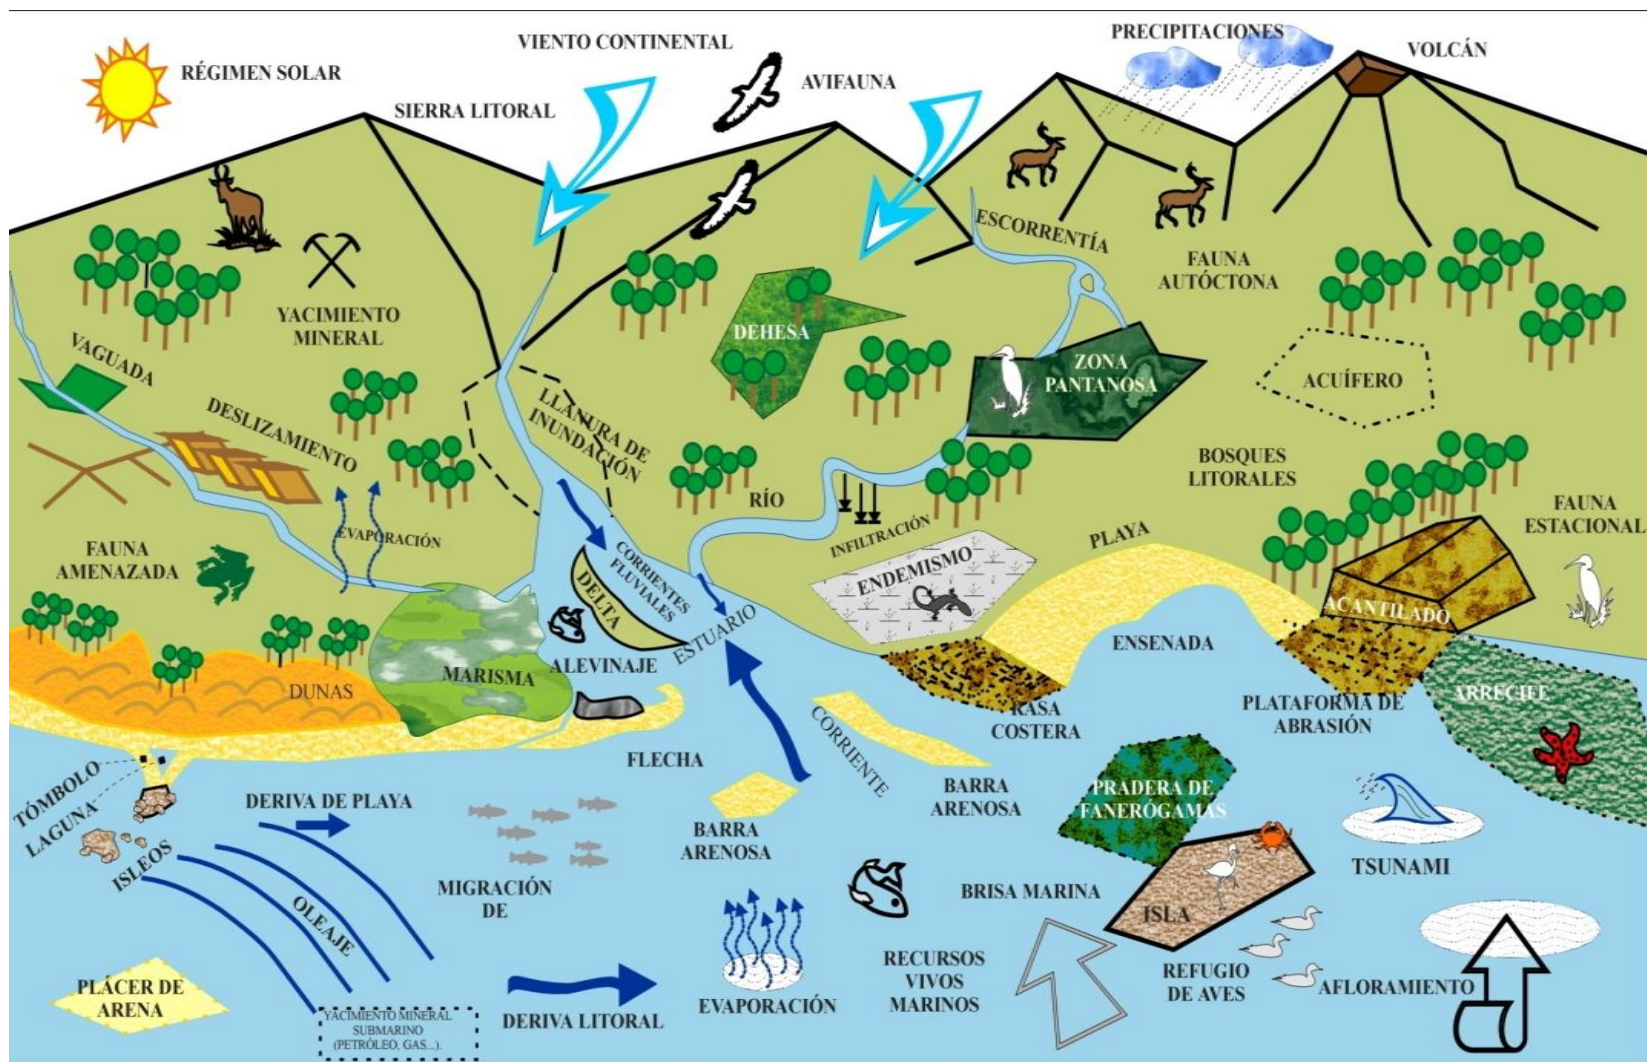 PRECIPITACIONES
VIENTO CONTINENTAL
VOLCÁN
RÉGIMEN SOLAR
AVIFAUNA
SIERRA LITORAL
ESCORRENTÍA
FAUNA
AUTÓCTONA
YACIMIENTO
MINERAL
DEHESA
VAGUADA
ZONA
PANTANOSA
ACUÍFERO
DESLIZAMIENTO
LLANURA DE
INUNDACIÓN
BOSQUES
LITORALES
RÍO
FAUNA
ESTACIONAL
EVAPORACIÓN
INFILTRACIÓN
PLAYA
FAUNA
AMENAZADA
CORRIENTES
FLUVIALES
ENDEMISMO
DELTA
ACANTILADO
ESTUARIO
ENSENADA
ALEVINAJE
MARISMA
DUNAS
ARRECIFE
RASA
COSTERA
PLATAFORMA DE
ABRASIÓN
FLECHA
CORRIENTE
TÓMBOLO
LAGUNA
DERIVA DE PLAYA
BARRA
ARENOSA
BARRA
ARENOSA
PRADERA DE
FANERÓGAMAS
ISLEOS
TSUNAMI
MIGRACIÓN
DE
BRISA MARINA
OLEAJE
ISLA
RECURSOS
VIVOS
MARINOS
REFUGIO
DE AVES
AFLORAMIENTO
PLÁCER DE
ARENA
EVAPORACIÓN
DERIVA LITORAL
YACIMIENTO MINERAL
SUBMARINO
(PETRÓLEO, GAS...).